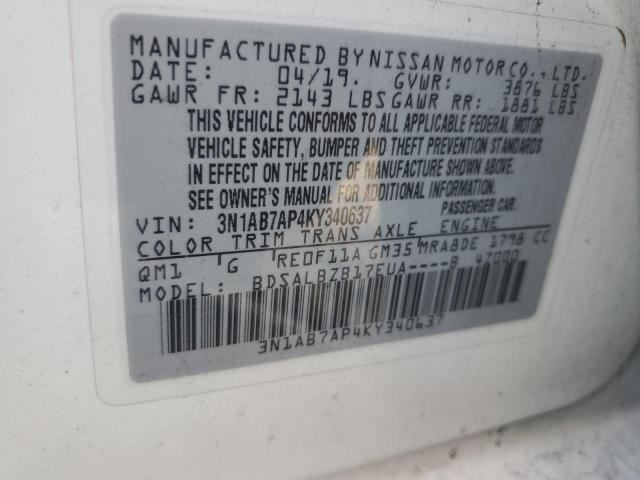 MANUFACTURED BY NISSAN MOTOR CO., LTD.
DATE: 04/19. GVWR: 3876 LBS
GAWR FR: 2143 LBS GAWR RR: 1881 LBS
THIS VEHICLE CONFORMS TO ALL APPLICABLE FEDERAL MOTOR
VEHICLE SAFETY, BUMPER AND THEFT PREVENTION STANDARDS
IN EFFECT ON THE DATE OF MANUFACTURE SHOWN ABOVE.
SEE OWNER'S MANUAL FOR ADDITIONAL INFORMATION.
VIN: 3N1AB7AP4KY340637 PASSENGER CAR.
COLOR TRIM TRANS AXLE ENGINE
QM1 G RE0F11A GM35 MRA8DE 1798 CC
MODEL: BDSALBZB17EUA----B 47000
3N1AB7AP4KY340637